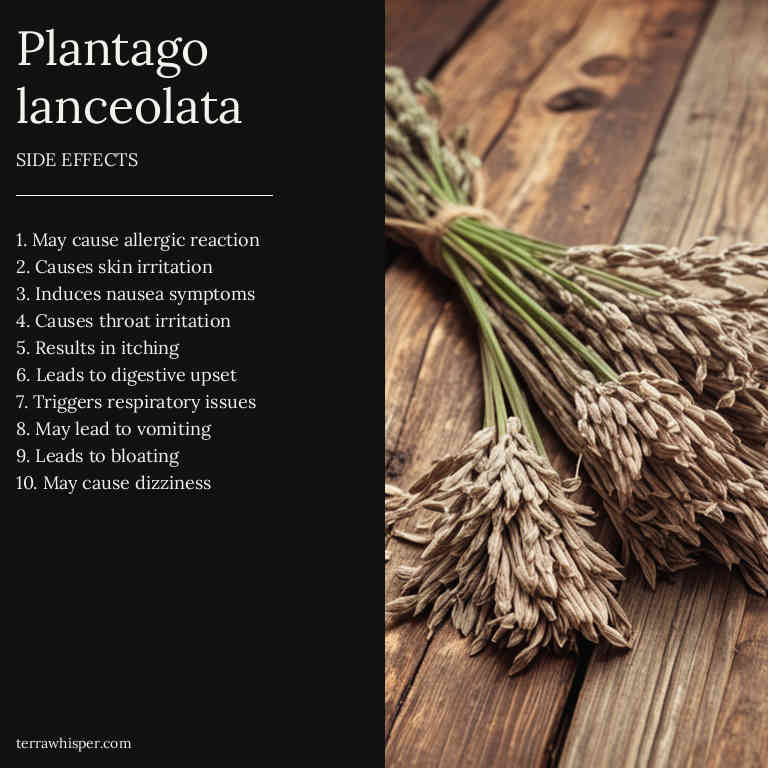 Plantago
lanceolata
SIDE EFFECTS
1. May cause allergic reaction
2. Causes skin irritation
3. Induces nausea symptoms
4. Causes throat irritation
5. Results in itching
6. Leads to digestive upset
7. Triggers respiratory issues
8. May lead to vomiting
9. Leads to bloating
10. May cause dizziness
terrawhisper.com